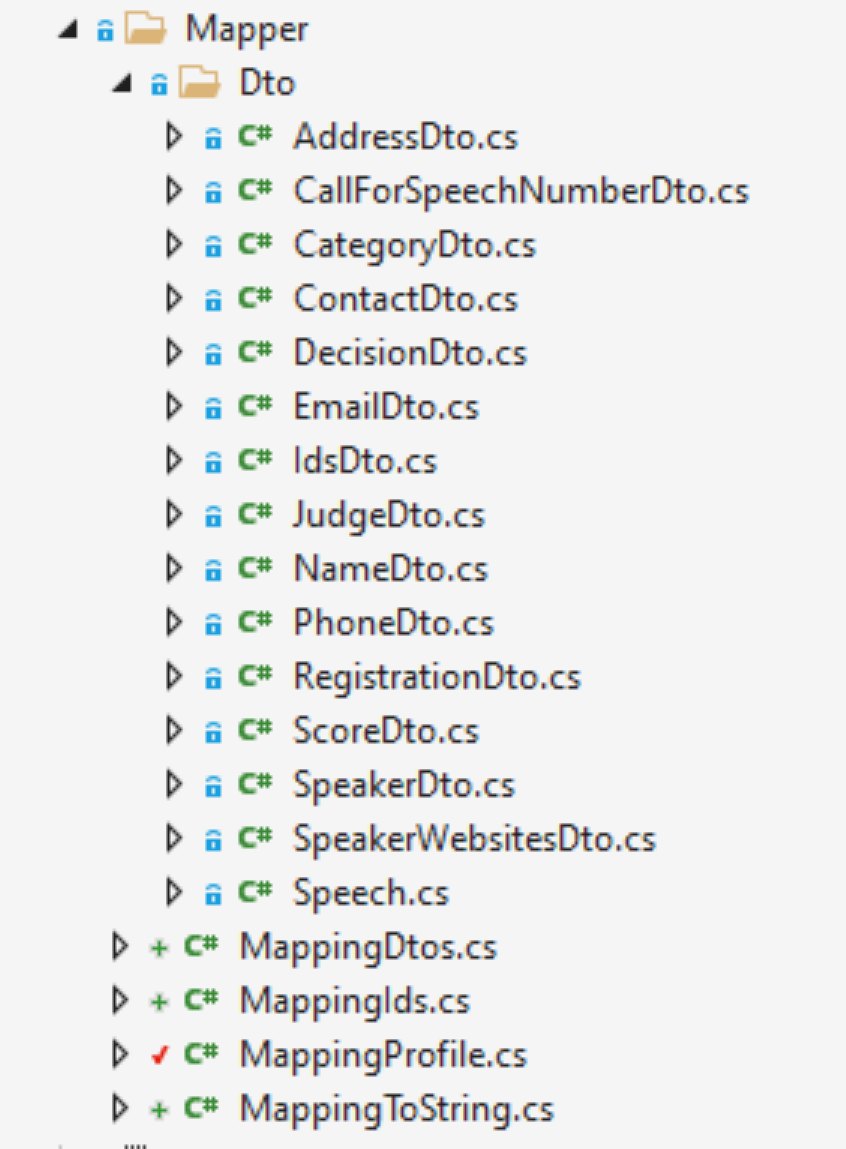 Mapper
Dto
C# AddressDto.cs
C# CallForSpeechNumberDto.cs
C# CategoryDto.cs
C# ContactDto.cs
C# DecisionDto.cs
C# EmailDto.cs
C# IdsDto.cs
C# JudgeDto.cs
C# NameDto.cs
C# PhoneDto.cs
C# RegistrationDto.cs
C# ScoreDto.cs
C# SpeakerDto.cs
C# SpeakerWebsitesDto.cs
C# Speech.cs
+ C# MappingDtos.cs
+ C# MappingIds.cs
C# MappingProfile.cs
+ C# MappingToString.cs